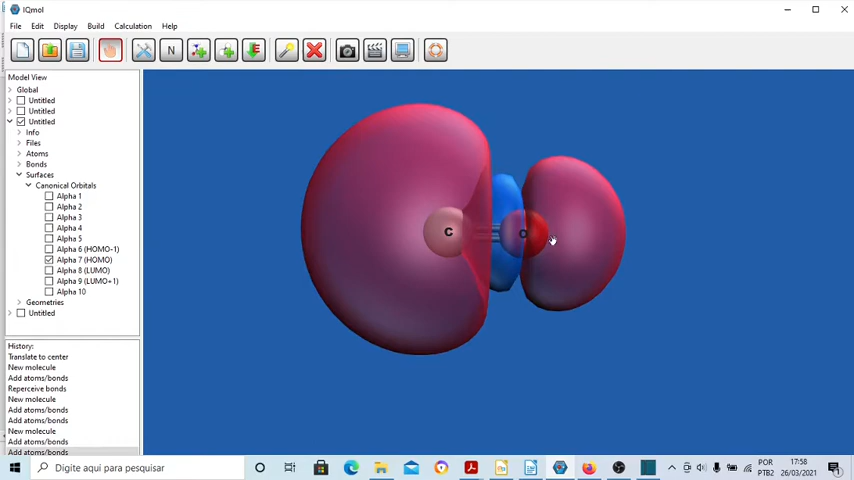 IQmol
File Edit Display Build Calculation Help
N
Model View
Global
Untitled
Untitled
Untitled
Info
Files
Atoms
Bonds
Surfaces
Canonical Orbitals
Alpha 1
Alpha 2
Alpha 3
Alpha 4
Alpha 5
Alpha 6 (HOMO-1)
Alpha 7 (HOMO)
Alpha 8 (LUMO)
Alpha 9 (LUMO+1)
Alpha 10
Geometries
Untitled
C
History:
Translate to center
New molecule
Add atoms/bonds
Reperceive bonds
New molecule
Add atoms/bonds
Add atoms/bonds
New molecule
Add atoms/bonds
Add atoms/bonds
Digite aqui para pesquisar
POR
PTB2
17:58
26/03/2021